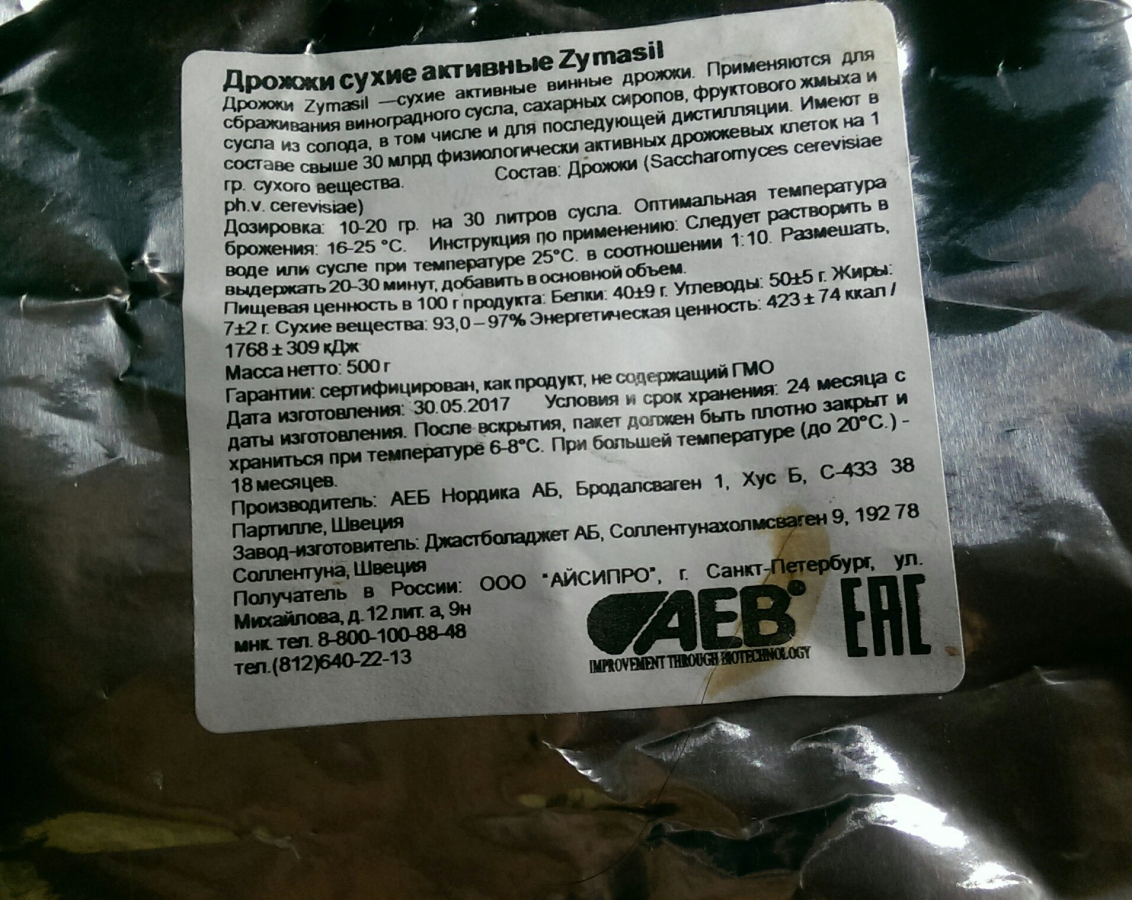 Дрожжи сухие активные Zymasil
Дрожжи Zymasil —сухие активные винные дрожжи. Применяются для
сбраживания виноградного сусла, сахарных сиропов, фруктового жмыха и
сусла из солода, в том числе и для последующей дистилляции. Имеют в
составе свыше 30 млрд физиологически активных дрожжевых клеток на 1
гр. сухого вещества. Состав: Дрожжи (Saccharomyces cerevisiae
ph.v. cerevisiae)
Дозировка: 10-20 гр. на 30 литров сусла. Оптимальная температура
брожения: 16-25 °C. Инструкция по применению: Следует растворить в
воде или сусле при температуре 25°C. в соотношении 1:10. Размешать,
выдержать 20-30 минут, добавить в основной объем.
Пищевая ценность в 100 г продукта: Белки: 40±9 г. Углеводы: 50±5 г. Жиры:
7±2 г. Сухие вещества: 93,0 – 97% Энергетическая ценность: 423 ± 74 ккал /
1768 ± 309 кДж
Масса нетто: 500 г
Гарантии: сертифицирован, как продукт, не содержащий ГМО
Дата изготовления: 30.05.2017 Условия и срок хранения: 24 месяца с
даты изготовления. После вскрытия, пакет должен быть плотно закрыт и
храниться при температуре 6-8°C. При большей температуре (до 20°C.) -
18 месяцев.
Производитель: АЕБ Нордика АБ, Бродалсваген 1, Хус Б, С-433 38
Партилле, Швеция
Завод-изготовитель: Джастболаджет АБ, Соллентунахолмсваген 9, 192 78
Соллентуна, Швеция
Получатель в России: ООО "АЙСИПРО", г. Санкт-Петербург, ул.
Михайлова, д. 12 лит. а, 9н
мнк. тел. 8-800-100-88-48
тел.(812)640-22-13
AEB®
IMPROVEMENT THROUGH BIOTECHNOLOGY
EAC